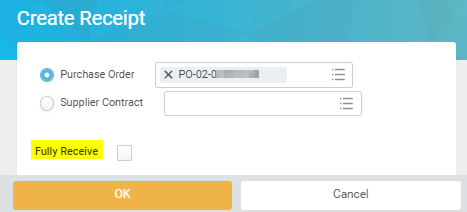 Create Receipt
Purchase Order
PO-02-0
Supplier Contract
Fully Receive
OK
Cancel